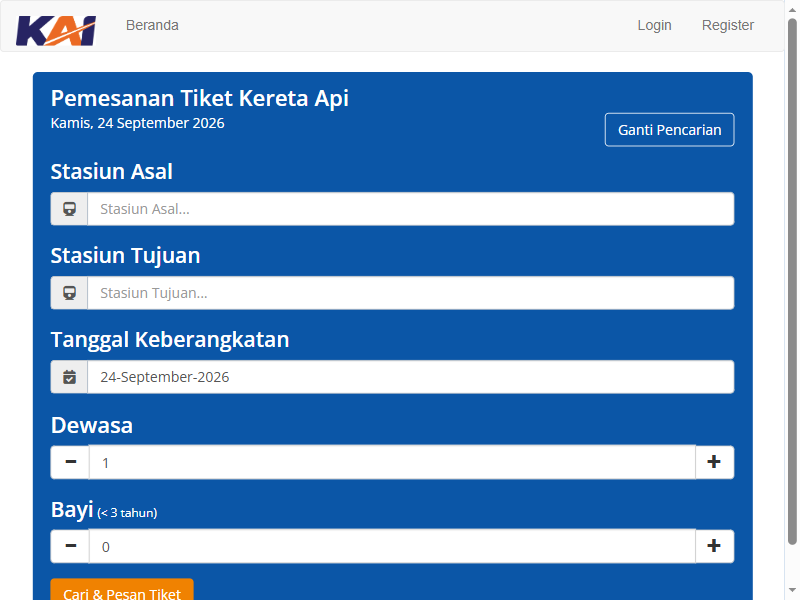 KAI Beranda Login Register
Pemesanan Tiket Kereta Api
Kamis, 24 September 2026
Ganti Pencarian
Stasiun Asal
Stasiun Asal...
Stasiun Tujuan
Stasiun Tujuan...
Tanggal Keberangkatan
24-September-2026
Dewasa
1
Bayi (< 3 tahun)
0
Cari & Pesan Tiket